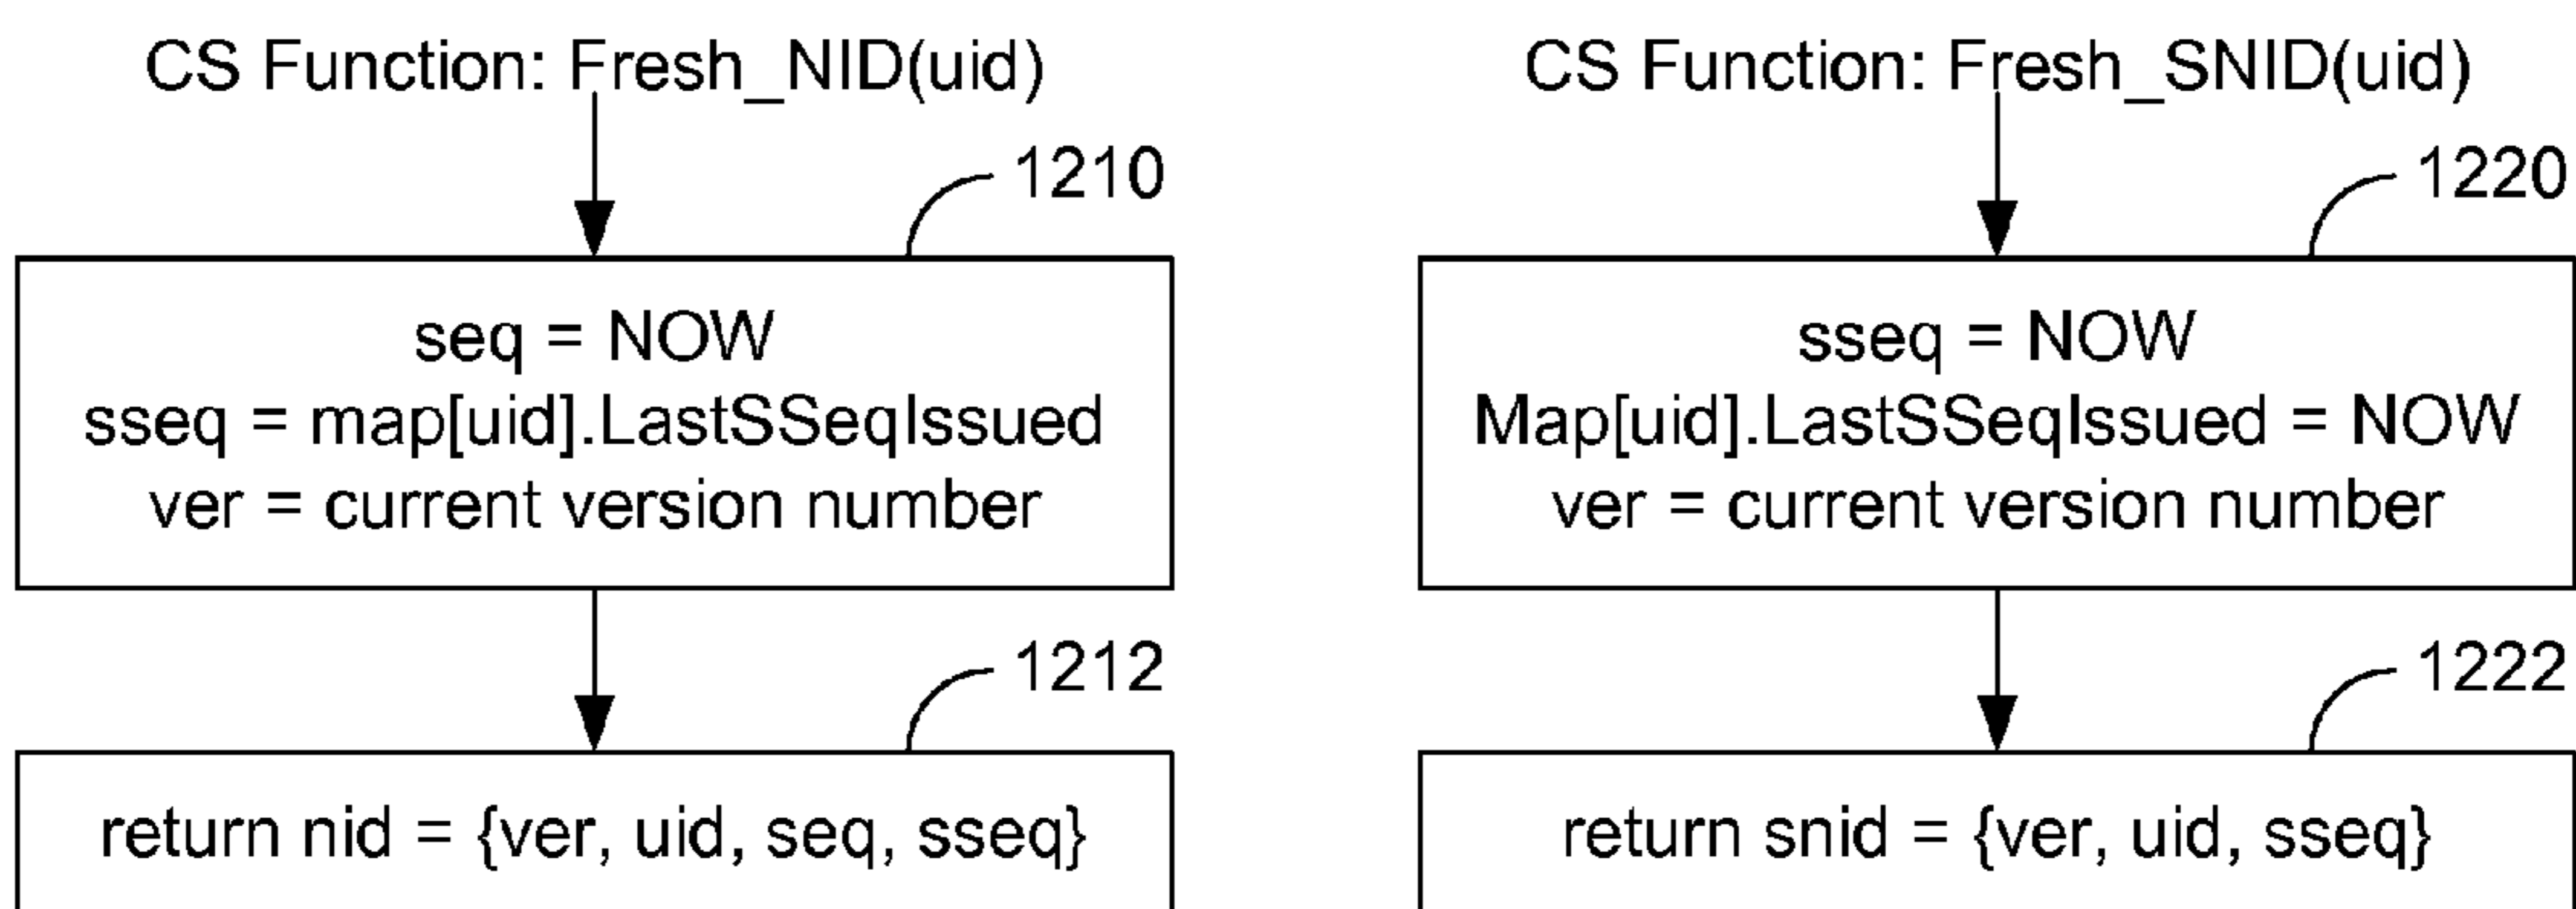 CS Function: Fresh_NID(uid)
1210
seq = NOW
sseq = map[uid].LastSSeqIssued
ver = current version number
1212
return nid = {ver, uid, seq, sseq}
CS Function: Fresh_SNID(uid)
1220
sseq = NOW
Map[uid].LastSSeqIssued = NOW
ver = current version number
1222
return snid = {ver, uid, sseq}